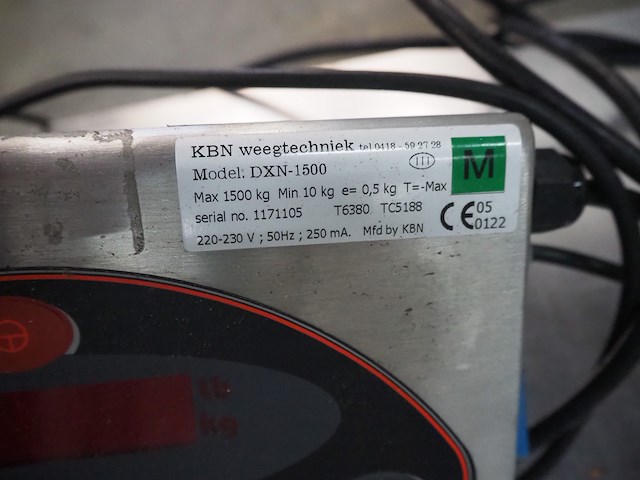 KBN weegtechniek tel 0418 - 59 27 28
Model: DXN-1500
III
M
Max 1500 kg Min 10 kg e= 0,5 kg T=-Max
serial no. 1171105 T6380 TC5188
CE 05
0122
220-230 V ; 50Hz ; 250 mA. Mfd by KBN
lb
kg